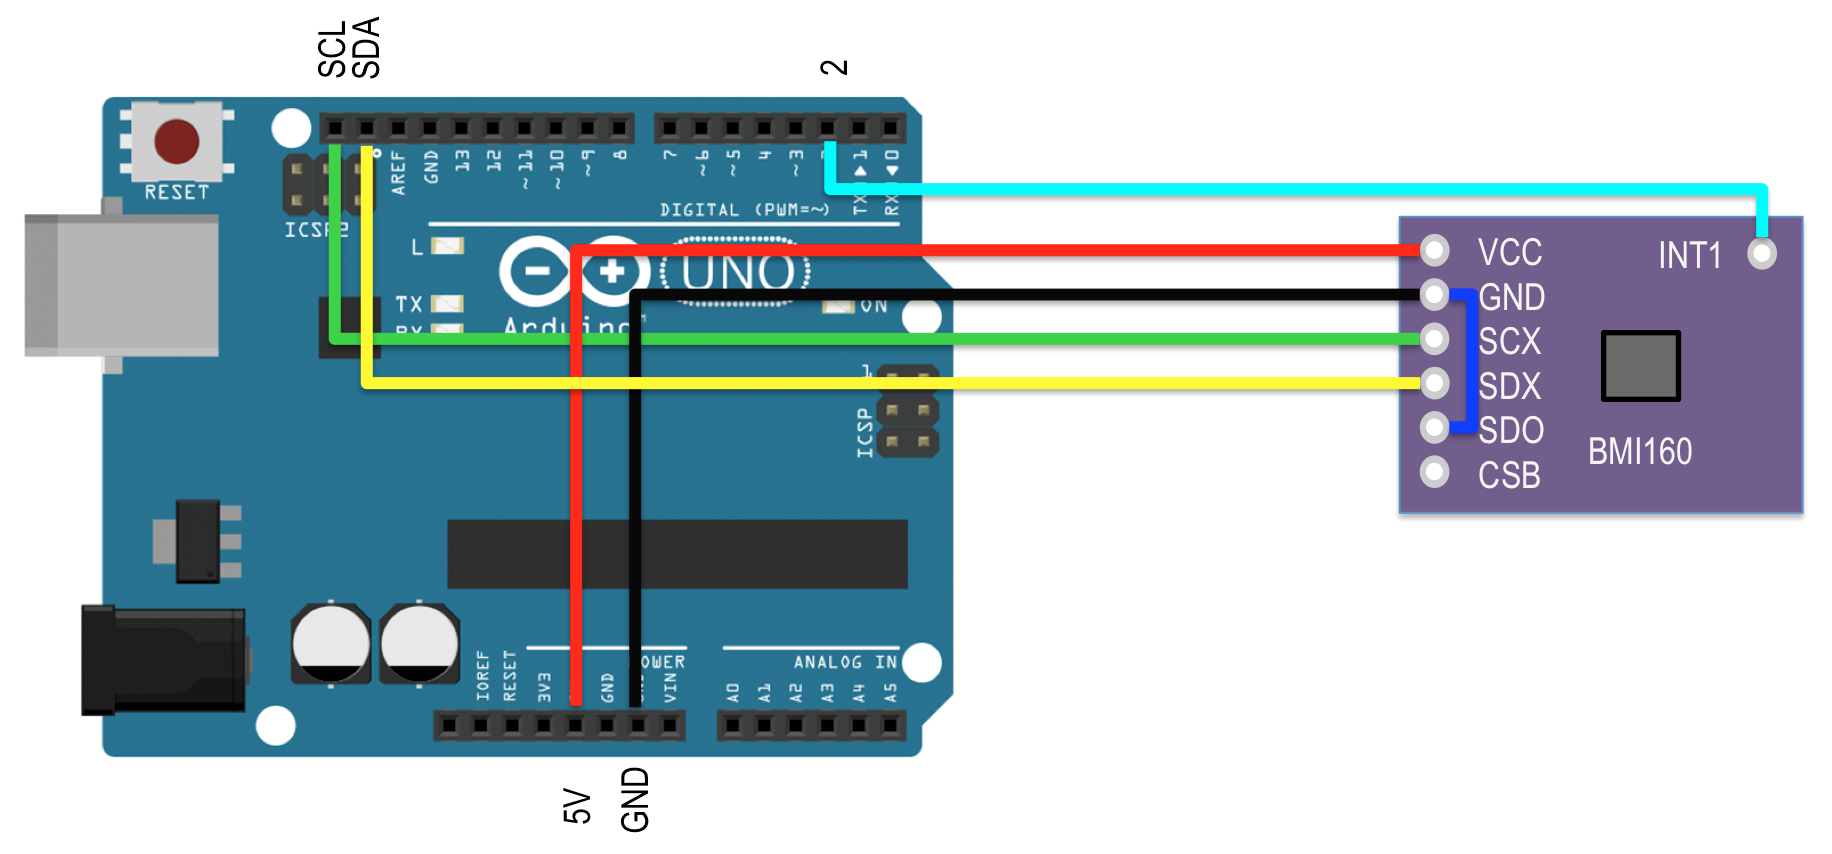 SCL
SDA
2
RESET
ICSP2
AREF
GND
13
12
~11
~10
~9
8
7
~6
~5
4
~3
TX▶1
RX◀0
DIGITAL (PWM=~)
L
TX
RX
UNO
Arduino
ON
1
ICSP
VCC
GND
SCX
SDX
SDO
CSB
INT1
BMI160
IOREF
RESET
3V3
GND
VIN
POWER
ANALOG IN
A0
A1
A2
A3
A4
A5
5V
GND